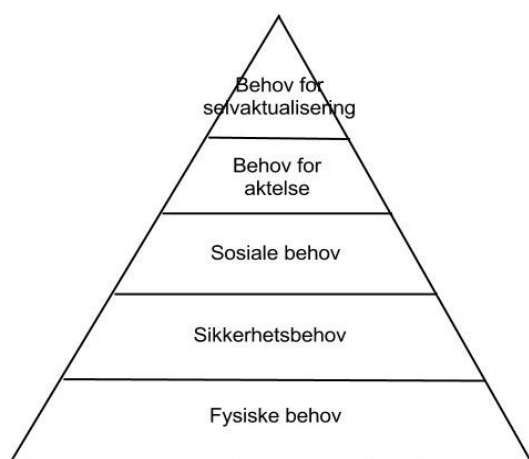 Behov for
selvaktualisering
Behov for
aktelse
Sosiale behov
Sikkerhetsbehov
Fysiske behov